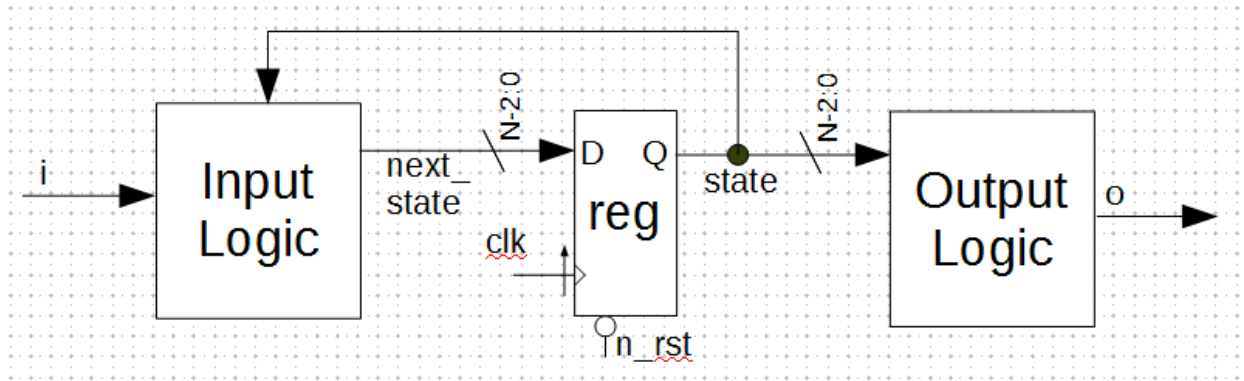 i
Input
Logic
next_
state
N-2:0
clk
D
Q
reg
n_rst
state
N-2:0
Output
Logic
o